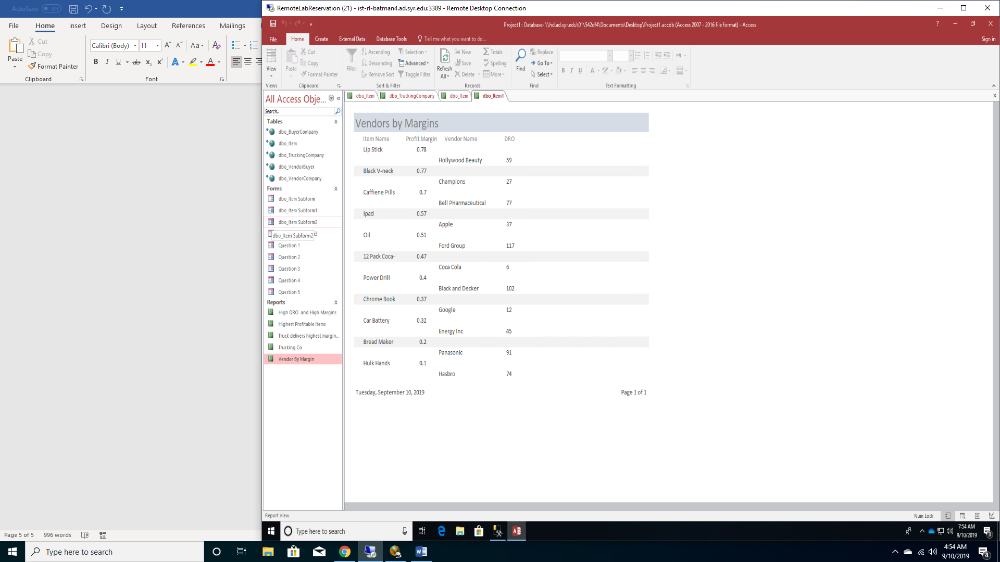 AutoSave Off
File Home Insert Design Layout References Mailings
Paste
Cut
Copy
Format Painter
Clipboard
Calibri (Body) 11
Font
RemoteLabReservation (21) - ist-rl-batman4.ad.syr.edu:3389 - Remote Desktop Connection
Project1 : Database- \\hd.ad.syr.edu\01\542df4\Documents\Desktop\Project1.accdb (Access 2007 - 2016 file format) - Access
File Home Create External Data Database Tools Tell me what you want to do...
Sign in
View
Views
Paste
Cut
Copy
Format Painter
Clipboard
Filter
Ascending
Descending
Remove Sort
Selection
Advanced
Toggle Filter
Sort & Filter
Refresh All
New
Save
Delete
Totals
Spelling
More
Records
Find
Replace
Go To
Select
Find
Text Formatting
All Access Obje...
Search..
Tables
dbo_BuyerCompany
dbo_Item
dbo_TruckingCompany
dbo_VendorBuyer
dbo_VendorCompany
Forms
dbo_Item Subform
dbo_Item Subform1
dbo_Item Subform2
dbo_Item Subform2
Question 1
Question 2
Question 3
Question 4
Question 5
Reports
High DRO and High Margins
Highest Profitable Items
Truck delivers highest margin...
Trucking Co
Vendor By Margin
dbo_Item dbo_TruckingCompany dbo_Item dbo_Item1
Vendors by Margins
Item Name Profit Margin Vendor Name DRO
Lip Stick 0.78
Hollywood Beauty 59
Black V-neck 0.77
Champions 27
Caffiene Pills 0.7
Bell PHarmaceutical 77
Ipad 0.57
Apple 37
Oil 0.51
Ford Group 117
12 Pack Coca-
0.47
Coca Cola 6
Power Drill 0.4
Black and Decker 102
Chrome Book 0.37
Google 12
Car Battery 0.32
Energy Inc 45
Bread Maker 0.2
Panasonic 91
Hulk Hands 0.1
Hasbro 74
Tuesday, September 10, 2019 Page 1 of 1
Report View Num Lock
Type here to search
7:54 AM
9/10/2019
3
Page 5 of 5 996 words
Type here to search
4:54 AM
9/10/2019
4